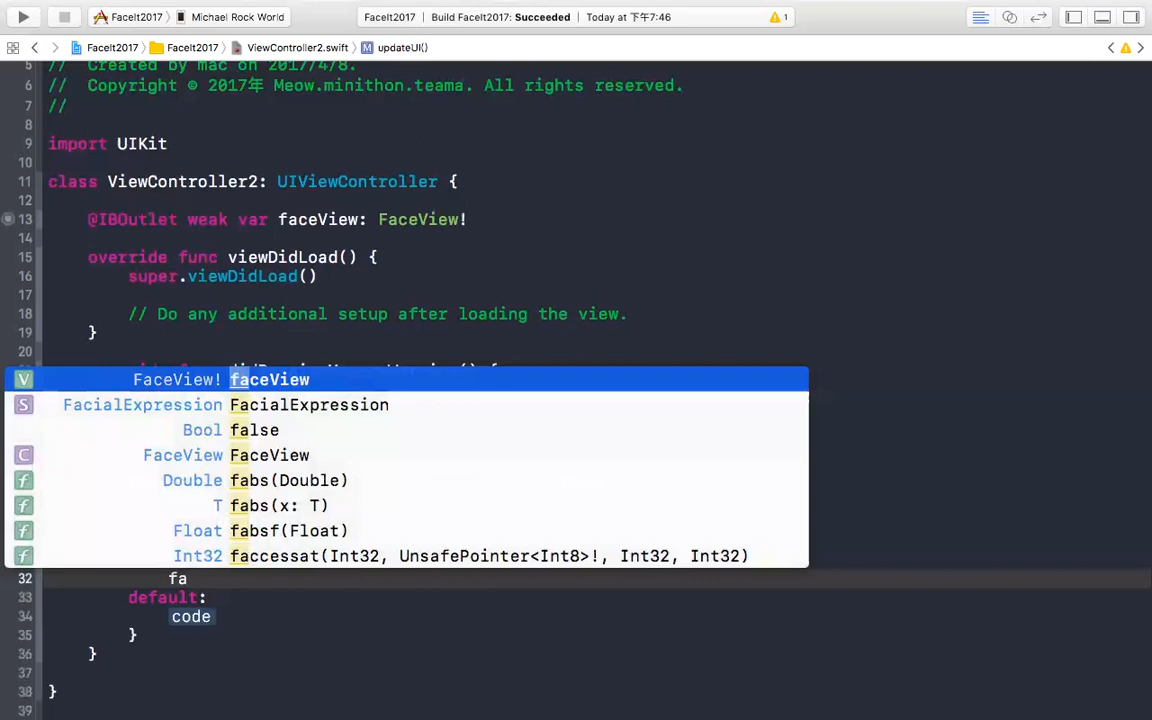 FaceIt2017 Michael Rock World FaceIt2017 Build FaceIt2017: Succeeded Today at 下午7:46 1
FaceIt2017 FaceIt2017 ViewController2.swift M updateUI()
5 // Created by mac on 2017/4/8.
6 // Copyright © 2017年 Meow.minithon.teama. All rights reserved.
7 //
8
9 import UIKit
10
11 class ViewController2: UIViewController {
12
13 @IBOutlet weak var faceView: FaceView!
14
15 override func viewDidLoad() {
16 super.viewDidLoad()
17
18 // Do any additional setup after loading the view.
19 }
20
V FaceView! faceView
S FacialExpression FacialExpression
Bool false
C FaceView FaceView
f Double fabs(Double)
f T fabs(x: T)
f Float fabsf(Float)
f Int32 faccessat(Int32, UnsafePointer<Int8>!, Int32, Int32)
32 fa
33 default:
34 code
35 }
36 }
37
38 }
39